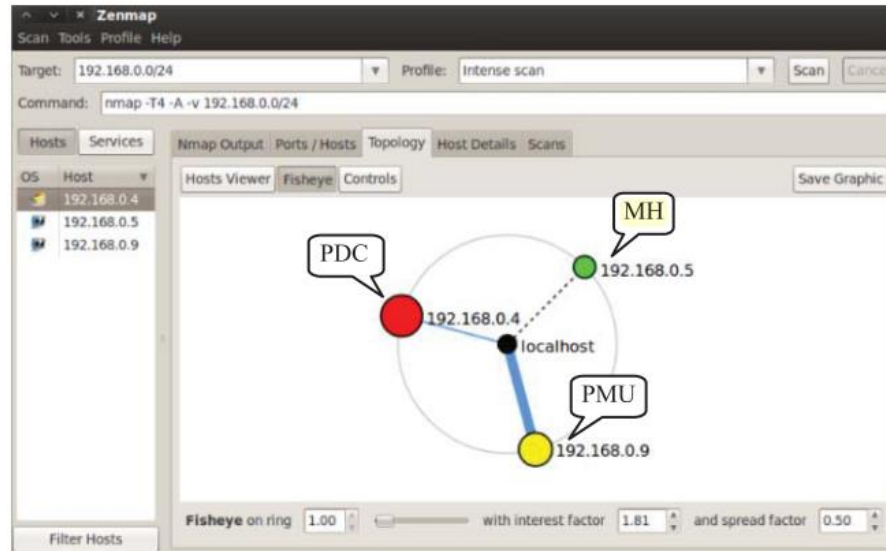 Zenmap
Scan Tools Profile Help
Target: 192.168.0.0/24 Profile: Intense scan Scan Cancel
Command: nmap -T4 -A -v 192.168.0.0/24
Hosts Services
Nmap Output Ports / Hosts Topology Host Details Scans
OS Host
192.168.0.4
192.168.0.5
192.168.0.9
Hosts Viewer Fisheye Controls Save Graphic
MH
192.168.0.5
PDC
192.168.0.4
localhost
PMU
192.168.0.9
Fisheye on ring 1.00 with interest factor 1.81 and spread factor 0.50
Filter Hosts